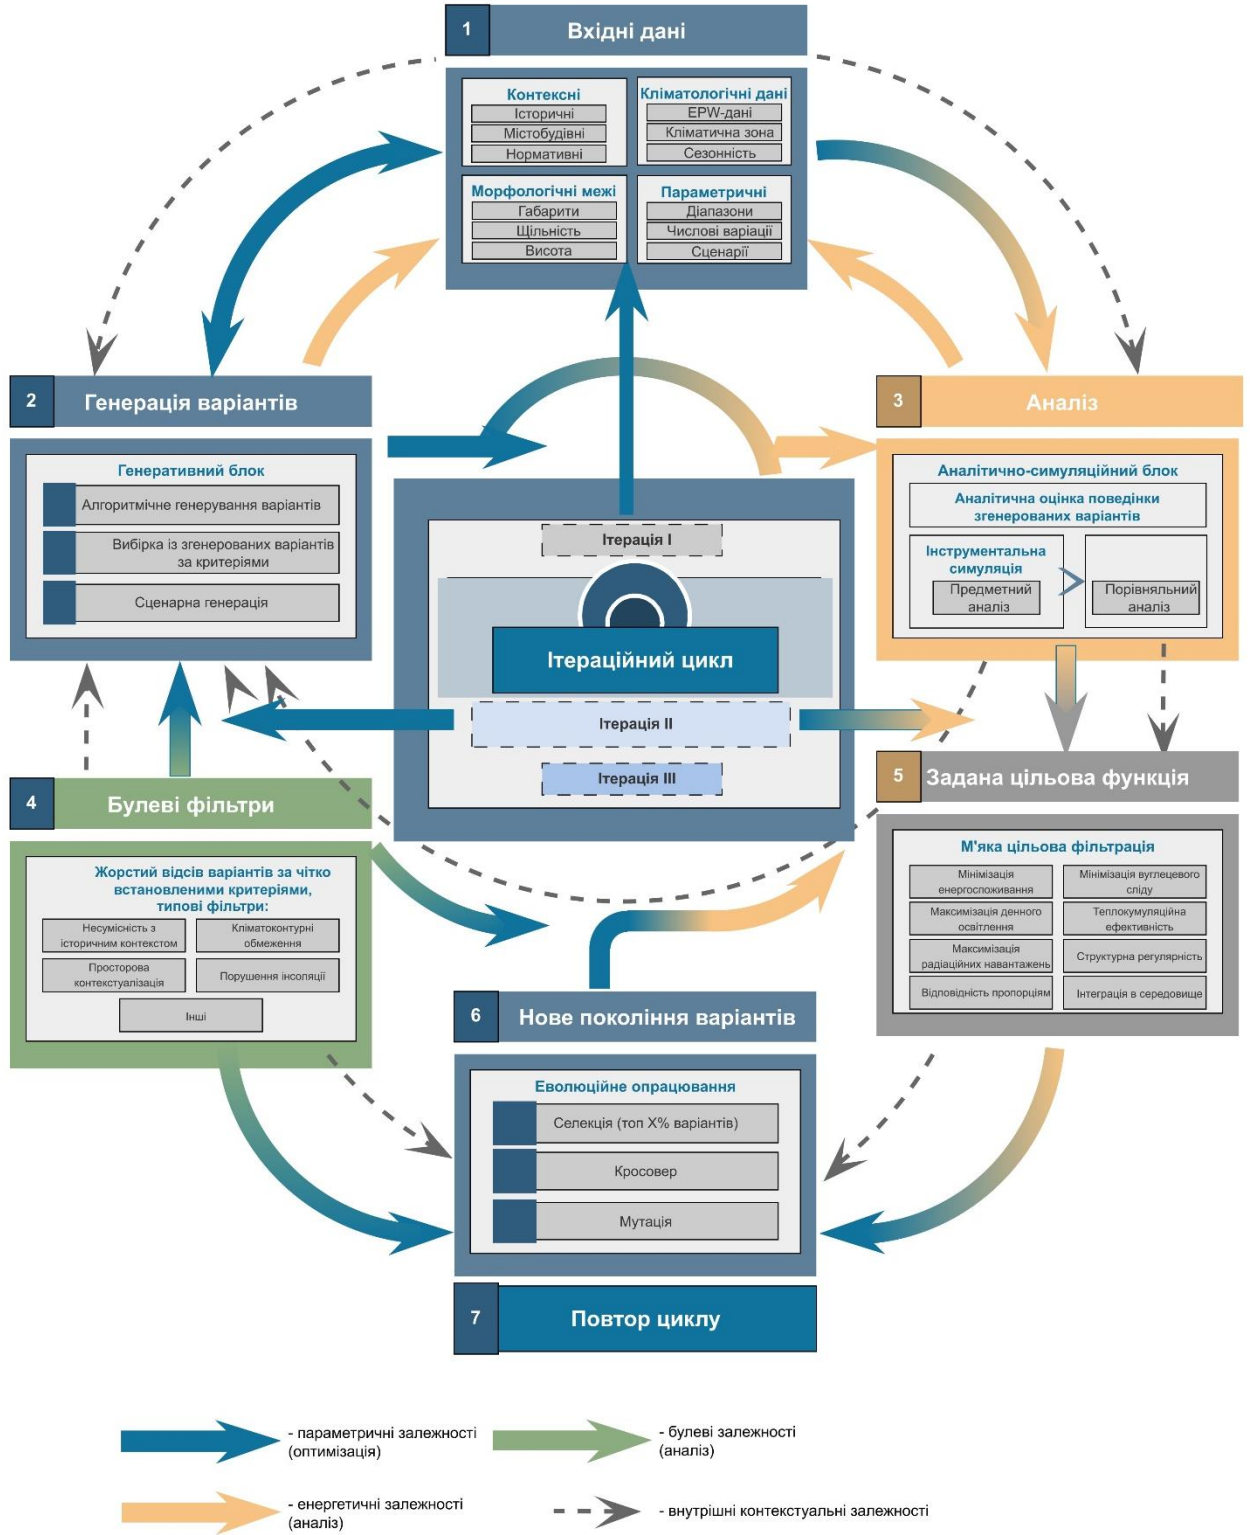 1
Вхідні дані
Контексні
Історичні
Містобудівні
Нормативні
Кліматологічні дані
EPW-дані
Кліматична зона
Сезонність
Морфологічні межі
Габарити
Щільність
Висота
Параметричні
Діапазони
Числові варіації
Сценарії
2
Генерація варіантів
Генеративний блок
Алгоритмічне генерування варіантів
Вибірка із згенерованих варіантів
за критеріями
Сценарна генерація
3
Аналіз
Аналітично-симуляційний блок
Аналітична оцінка поведінки
згенерованих варіантів
Інструментальна
симуляція
Предметний
аналіз
Порівняльний
аналіз
Ітерація I
Ітераційний цикл
Ітерація II
Ітерація III
4
Булеві фільтри
Жорстий відсів варіантів за чітко
встановленими критеріями,
типові фільтри:
Несумісність з
історичним контекстом
Кліматоконтурні
обмеження
Просторова
контекстуалізація
Порушення інсоляції
Інші
5
Задана цільова функція
М'яка цільова фільтрація
Мінімізація
енергоспоживання
Мінімізація вуглецевого
сліду
Максимізація денного
освітлення
Теплокумуляційна
ефективність
Максимізація
радіаційних навантажень
Структурна регулярність
Відповідність пропорціям
Інтеграція в середовище
6
Нове покоління варіантів
Еволюційне опрацювання
Селекція (топ X% варіантів)
Кросовер
Мутація
7
Повтор циклу
- параметричні залежності
(оптимізація)
- булеві залежності
(аналіз)
- енергетичні залежності
(аналіз)
- внутрішні контекстуальні залежності